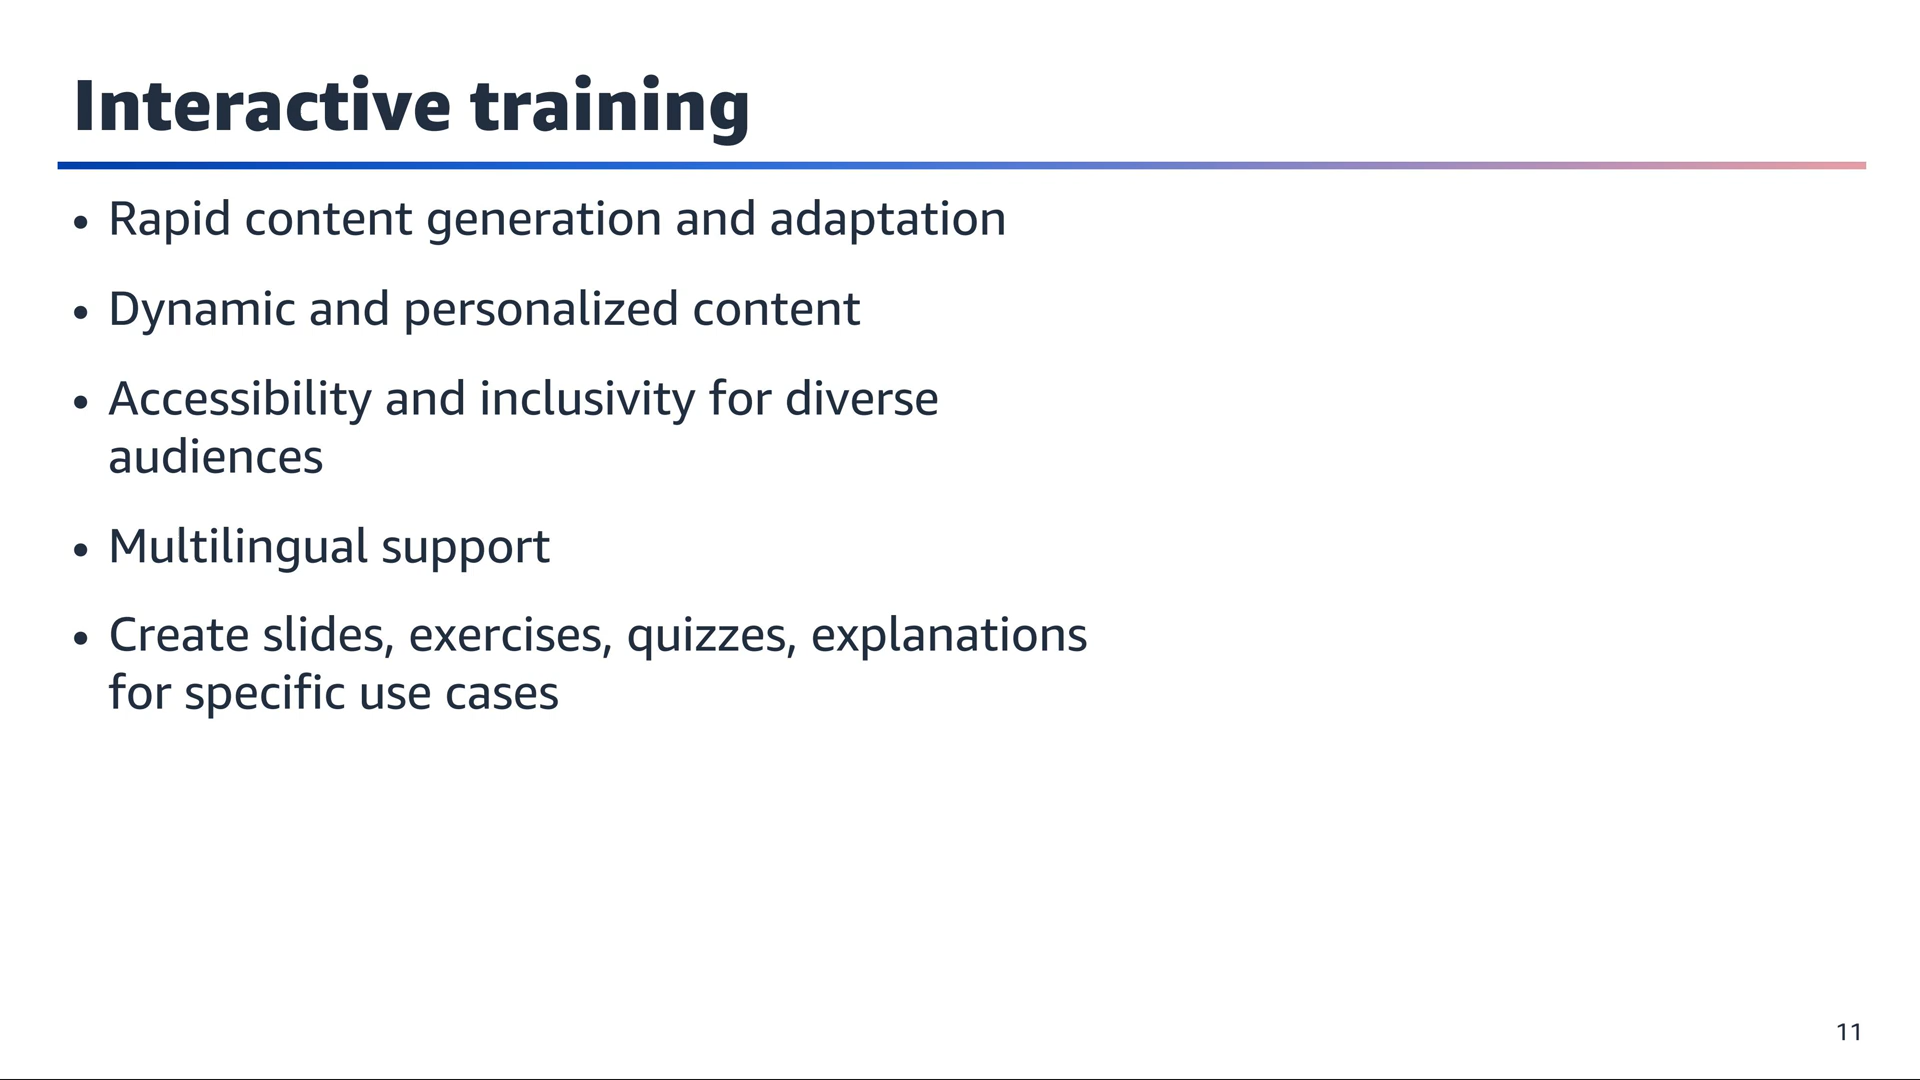 Interactive training
• Rapid content generation and adaptation
• Dynamic and personalized content
• Accessibility and inclusivity for diverse
audiences
• Multilingual support
• Create slides, exercises, quizzes, explanations
for specific use cases
11